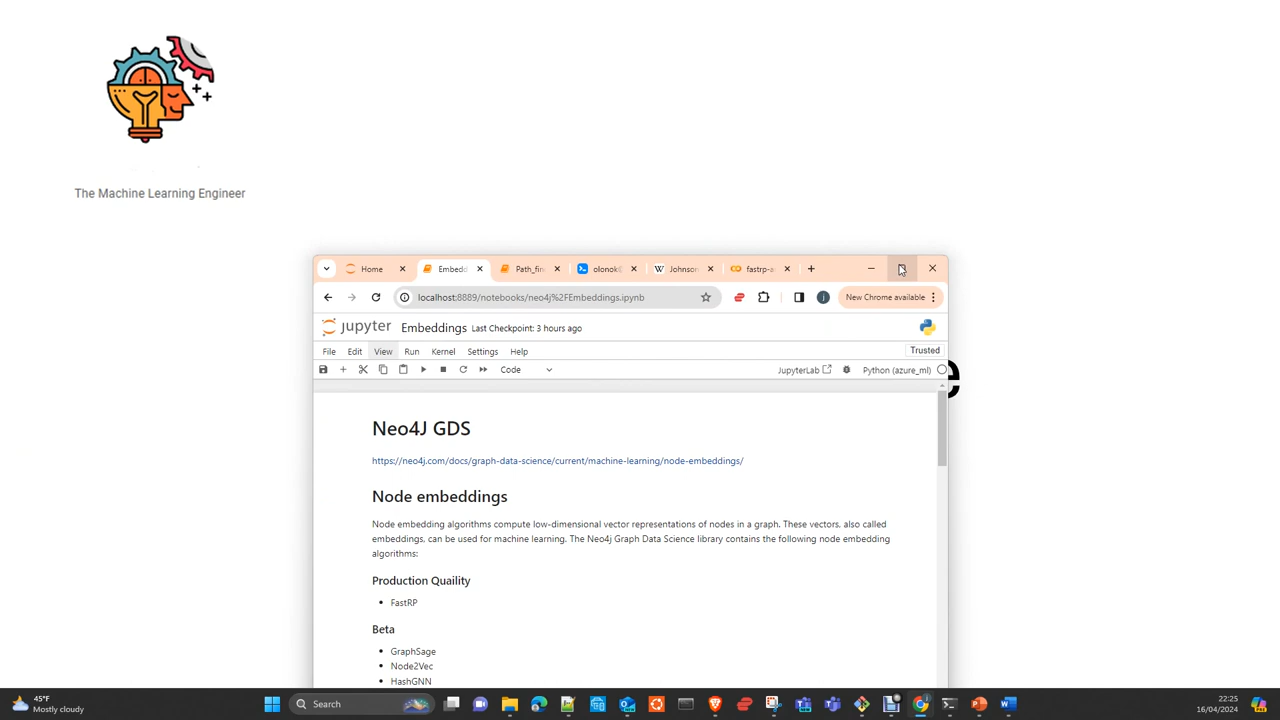 The Machine Learning Engineer
Home
Embedd
Path_fin
olonok@
Johnson
fastrp-a
localhost:8889/notebooks/neo4j%2FEmbeddings.ipynb
New Chrome available
jupyter Embeddings Last Checkpoint: 3 hours ago
File Edit View Run Kernel Settings Help
Trusted
Code
JupyterLab
Python (azure_ml)
e
Neo4J GDS
https://neo4j.com/docs/graph-data-science/current/machine-learning/node-embeddings/
Node embeddings
Node embedding algorithms compute low-dimensional vector representations of nodes in a graph. These vectors, also called
embeddings, can be used for machine learning. The Neo4j Graph Data Science library contains the following node embedding
algorithms:
Production Quaility
FastRP
Beta
GraphSage
Node2Vec
HashGNN
45°F
Mostly cloudy
Search
22:25
16/04/2024